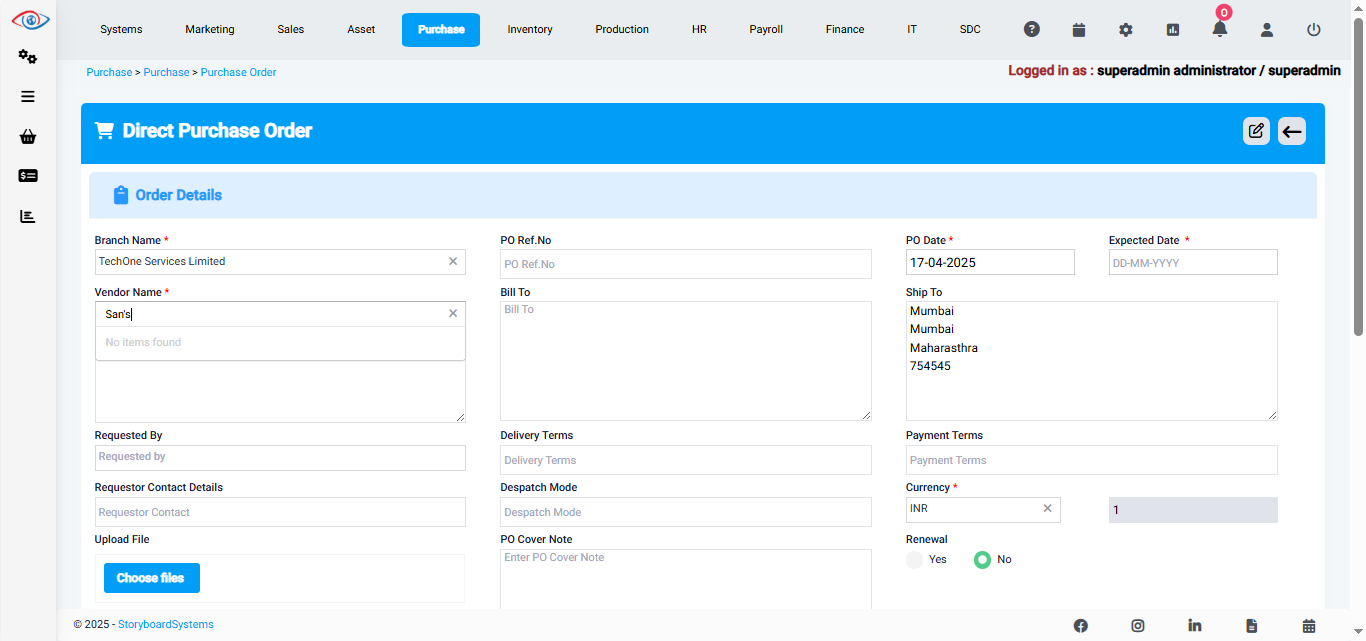 Systems Marketing Sales Asset Purchase Inventory Production HR Payroll Finance IT SDC ? 0
Purchase > Purchase > Purchase Order
Logged in as : superadmin administrator / superadmin
Direct Purchase Order
Order Details
Branch Name * PO Ref.No PO Date * Expected Date *
TechOne Services Limited PO Ref.No 17-04-2025 DD-MM-YYYY
Vendor Name * Bill To Ship To
San's Bill To Mumbai
Mumbai
No items found Maharasthra
754545
Requested By Delivery Terms Payment Terms
Requested by Delivery Terms Payment Terms
Requestor Contact Details Despatch Mode Currency *
Requestor Contact Despatch Mode INR 1
Upload File PO Cover Note Renewal
Enter PO Cover Note Yes No
Choose files
© 2025 - StoryboardSystems